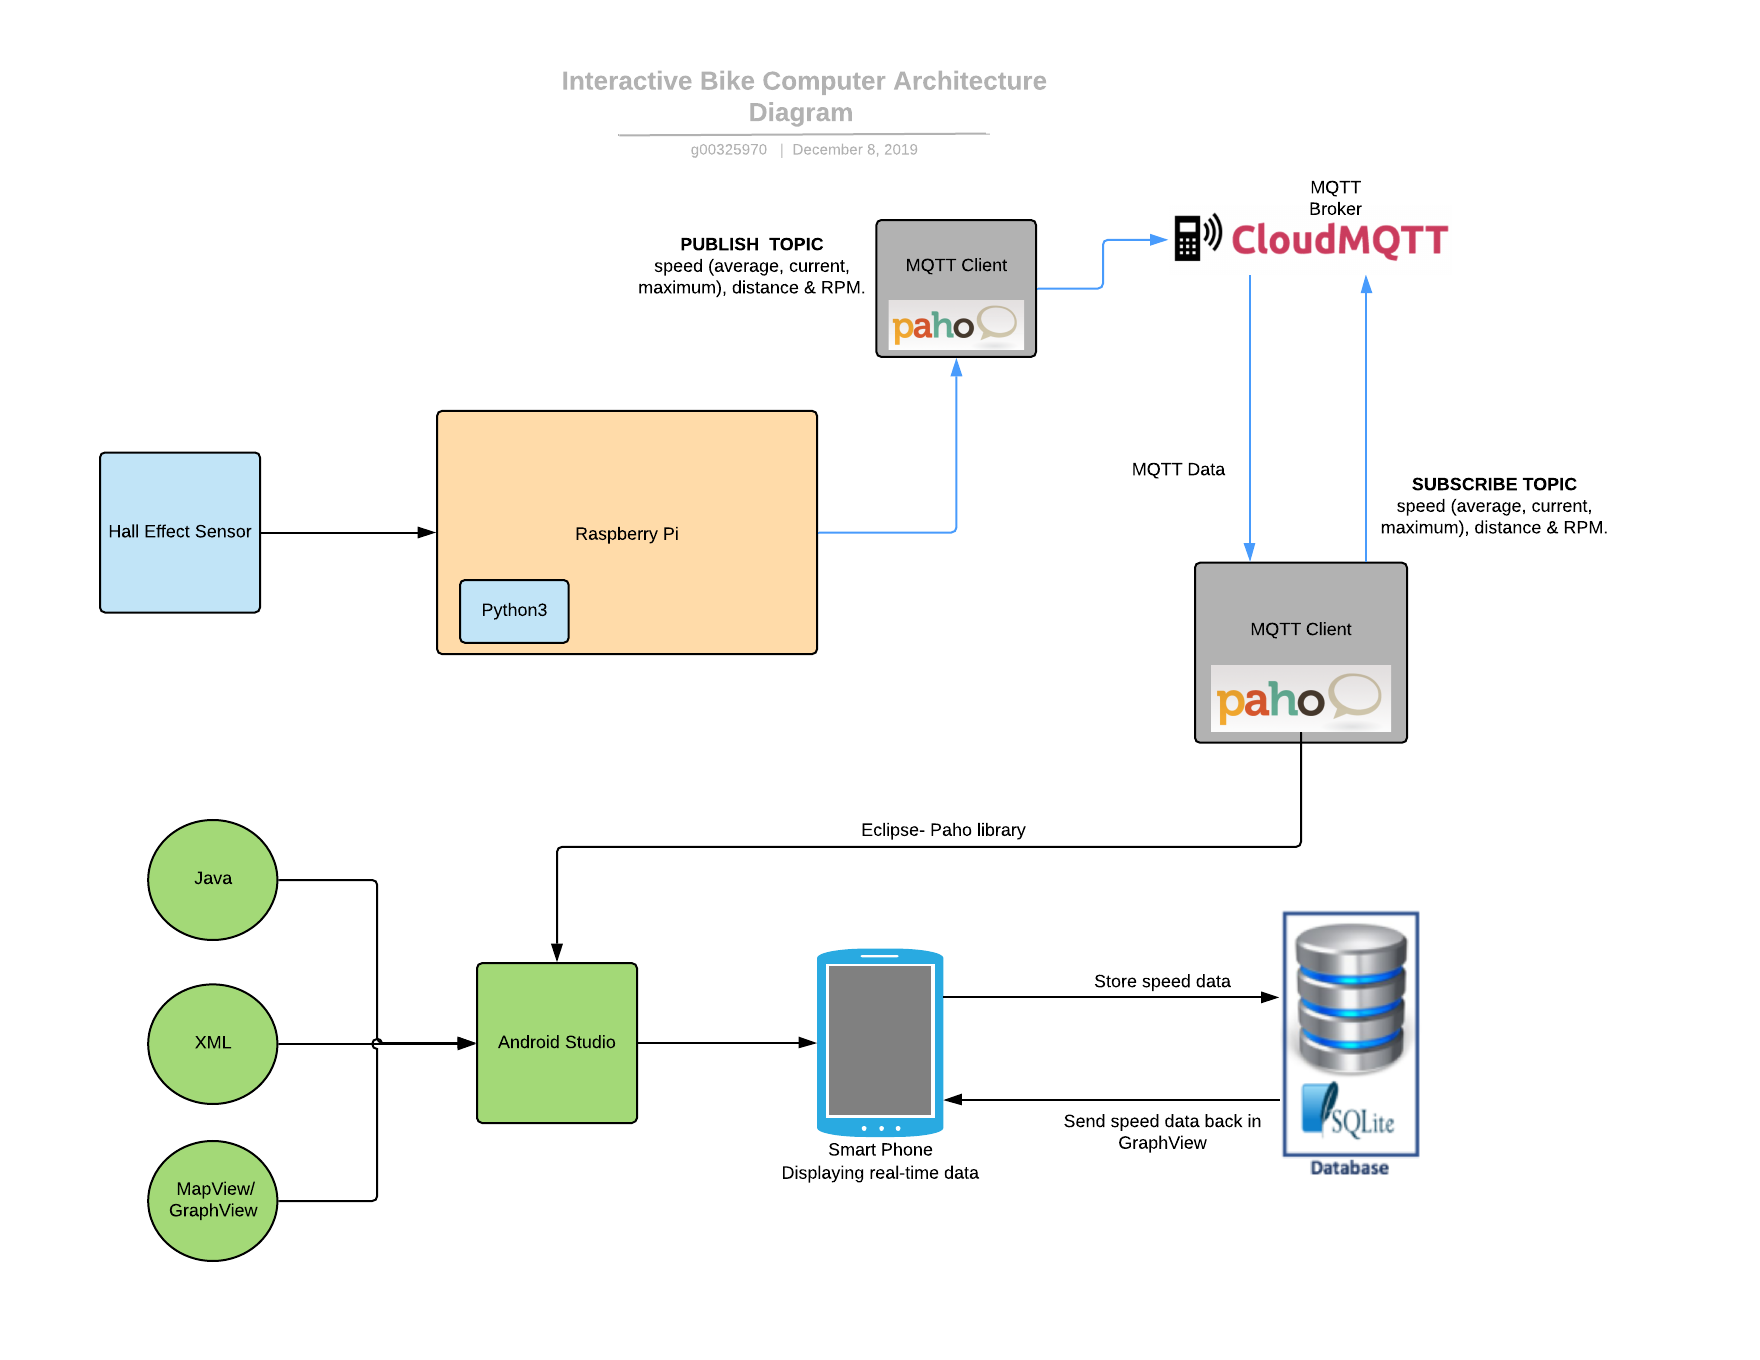 Interactive Bike Computer Architecture
Diagram
g00325970 | December 8, 2019
MQTT
Broker
CloudMQTT
PUBLISH TOPIC
speed (average, current,
maximum), distance & RPM.
MQTT Client
paho
MQTT Data
SUBSCRIBE TOPIC
speed (average, current,
maximum), distance & RPM.
Hall Effect Sensor
Raspberry Pi
Python3
MQTT Client
paho
Eclipse- Paho library
Java
XML
MapView/
GraphView
Android Studio
Smart Phone
Displaying real-time data
Store speed data
Send speed data back in
GraphView
SQLite
Database